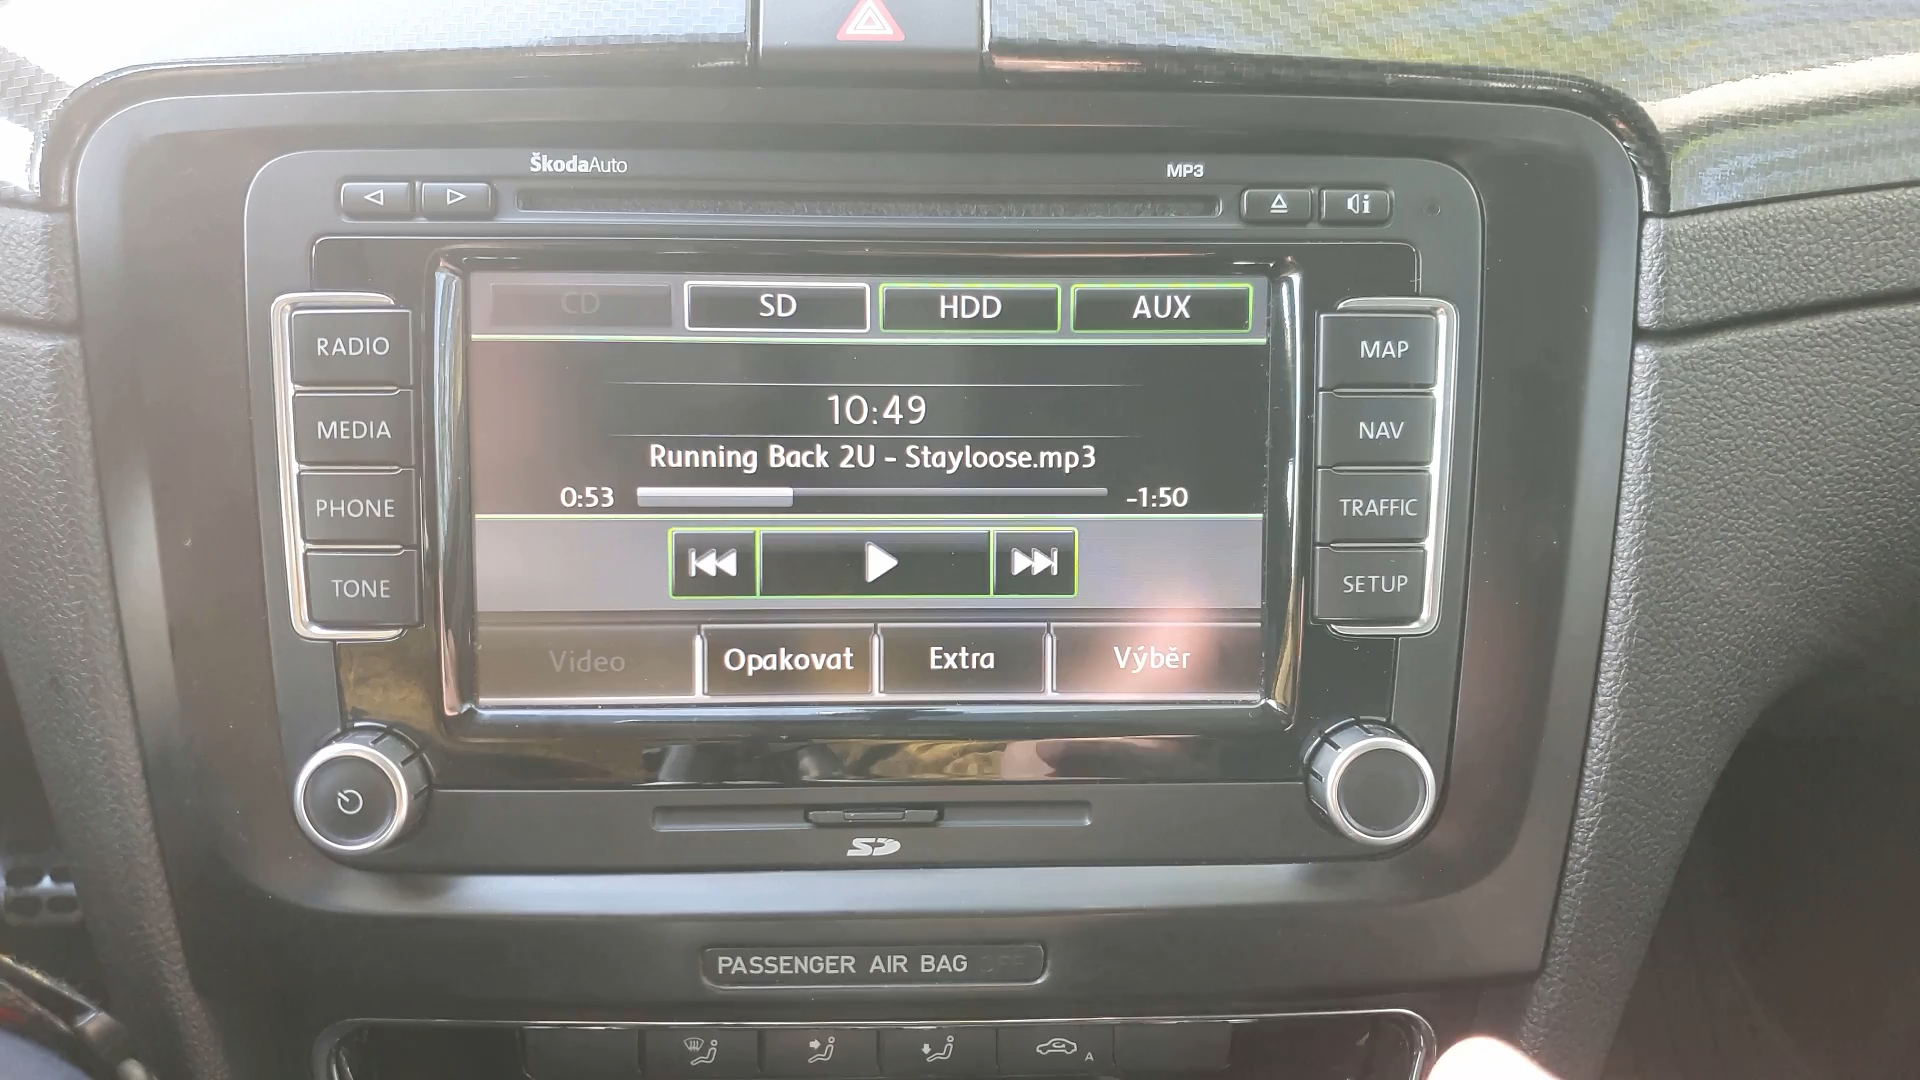 ŠkodaAuto
MP3
CD
SD
HDD
AUX
RADIO
MEDIA
PHONE
TONE
MAP
NAV
TRAFFIC
SETUP
10:49
Running Back 2U - Stayloose.mp3
0:53
-1:50
Video
Opakovat
Extra
Výběr
SD
PASSENGER AIR BAG OFF
A